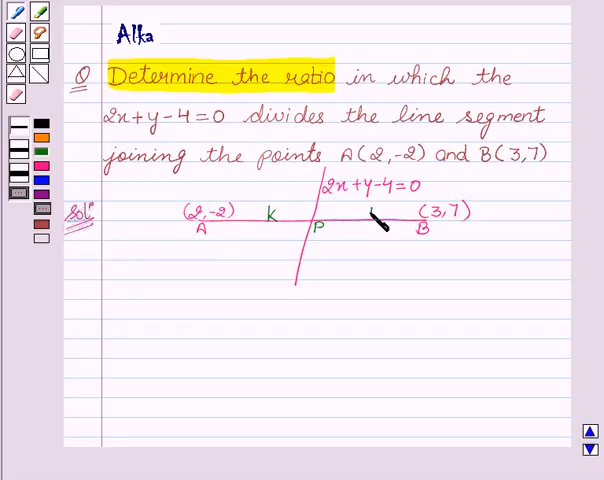 Alka
Q Determine the ratio in which the
2x+y-4=0 divides the line segment
joining the points A(2,-2) and B(3,7)
2x+y-4=0
Sol:
(2,-2) K (3,7)
A P B